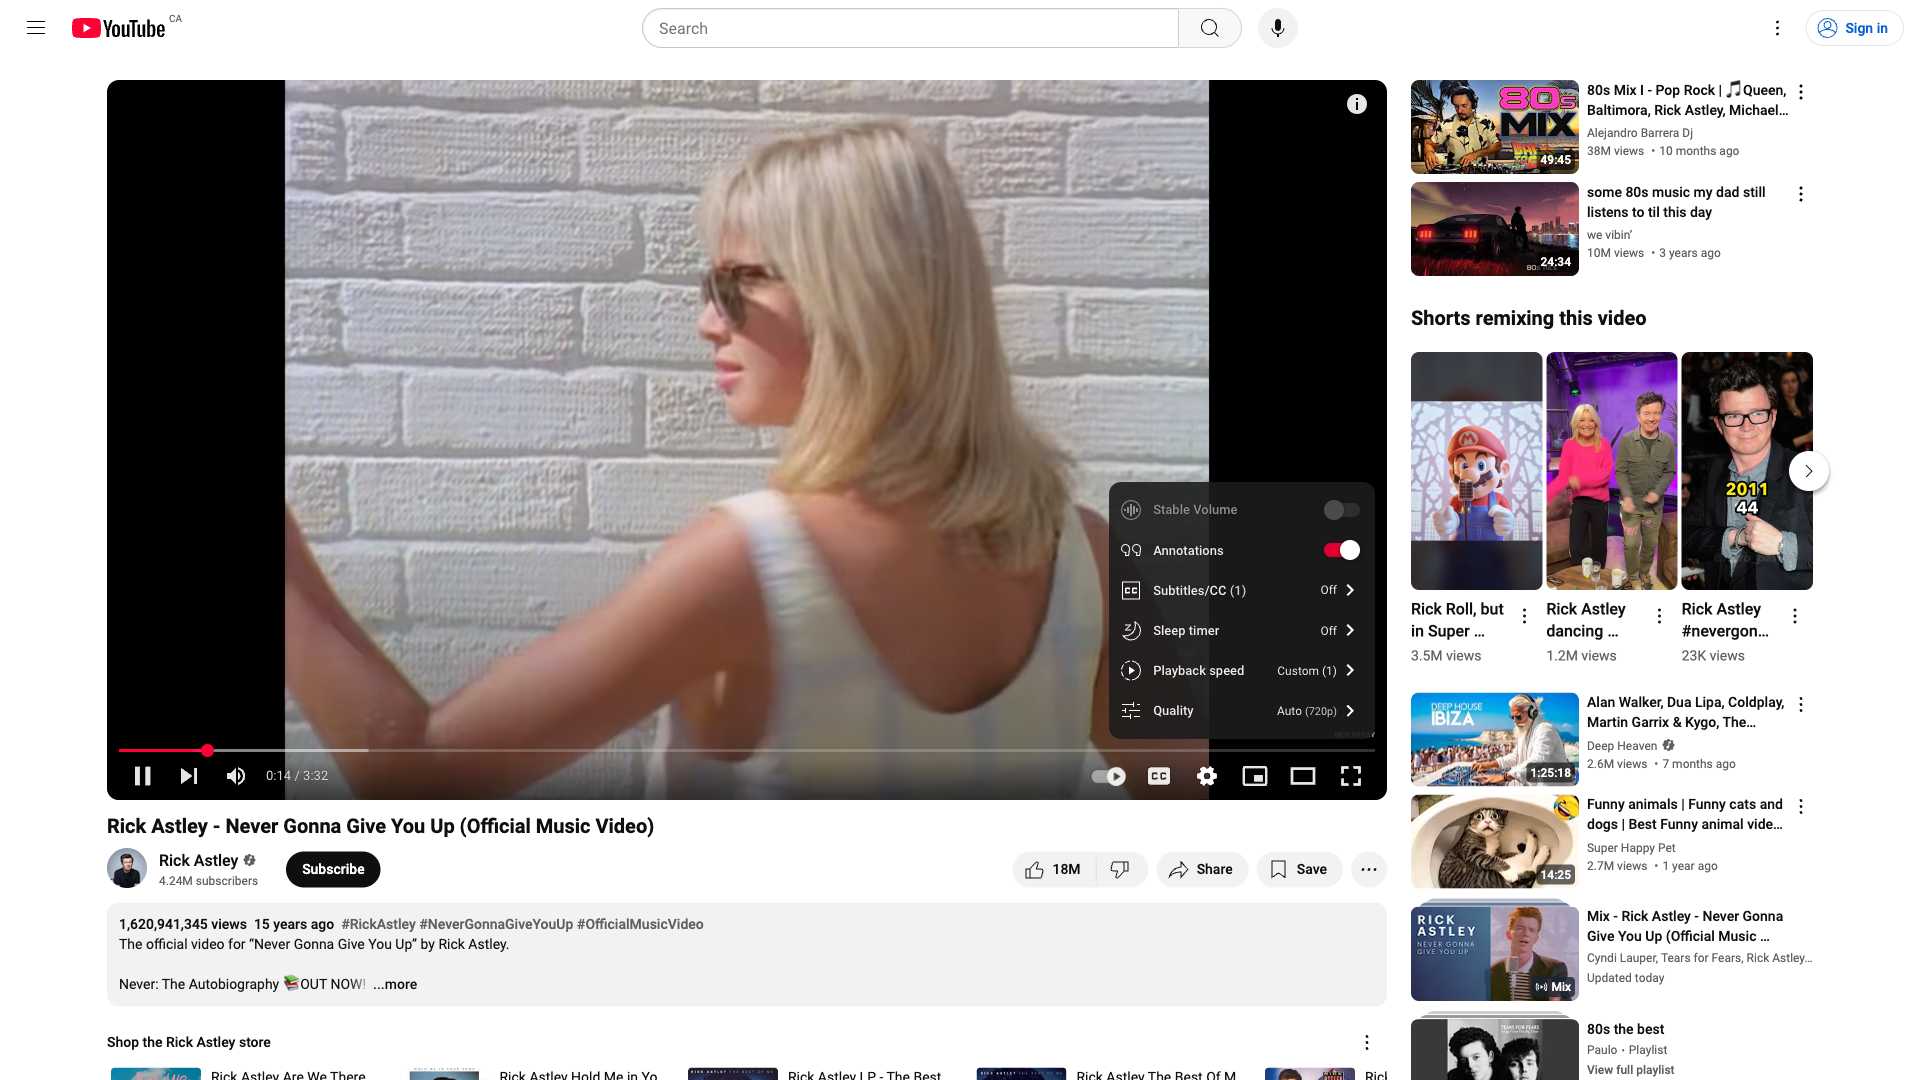 YouTube CA
Search
Sign in
Stable Volume
Annotations
Subtitles/CC (1) Off
Sleep timer Off
Playback speed Custom (1)
Quality Auto (720p)
0:14 / 3:32
CC
Rick Astley - Never Gonna Give You Up (Official Music Video)
Rick Astley
4.24M subscribers
Subscribe
18M
Share
Save
1,620,941,345 views 15 years ago #RickAstley #NeverGonnaGiveYouUp #OfficialMusicVideo
The official video for “Never Gonna Give You Up” by Rick Astley.
Never: The Autobiography 📚OUT NOW! ...more
Shop the Rick Astley store
Rick Astley Are We There
Rick Astley Hold Me in Yo
Rick Astley LP - The Best
Rick Astley The Best Of M
Rick
80s
MIX
49:45
80s Mix I - Pop Rock | 🎵Queen,
Baltimora, Rick Astley, Michael...
Alejandro Barrera Dj
38M views • 10 months ago
24:34
some 80s music my dad still
listens to til this day
we vibin’
10M views • 3 years ago
Shorts remixing this video
2011
44
Rick Roll, but
in Super ...
3.5M views
Rick Astley
dancing ...
1.2M views
Rick Astley
#nevergon...
23K views
DEEP HOUSE
IBIZA
1:25:18
Alan Walker, Dua Lipa, Coldplay,
Martin Garrix & Kygo, The...
Deep Heaven
2.6M views • 7 months ago
14:25
Funny animals | Funny cats and
dogs | Best Funny animal vide...
Super Happy Pet
2.7M views • 1 year ago
RICK
ASTLEY
NEVER GONNA
GIVE YOU UP
Mix
Mix - Rick Astley - Never Gonna
Give You Up (Official Music ...
Cyndi Lauper, Tears for Fears, Rick Astley...
Updated today
TEARS FOR FEARS
80s the best
Paulo • Playlist
View full playlist